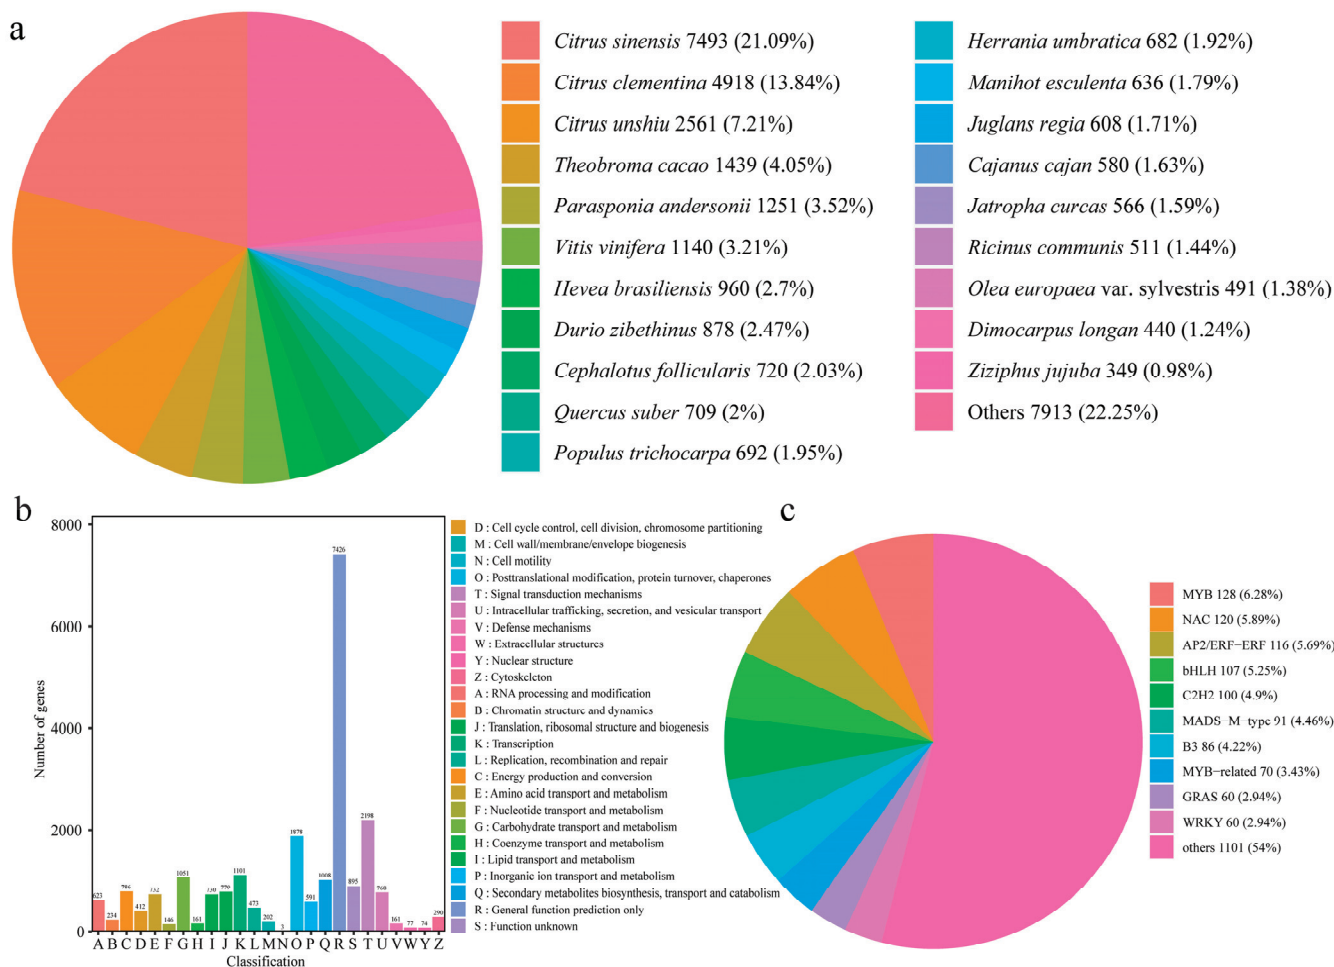 a
Citrus sinensis 7493 (21.09%)
Citrus clementina 4918 (13.84%)
Citrus unshiu 2561 (7.21%)
Theobroma cacao 1439 (4.05%)
Parasponia andersonii 1251 (3.52%)
Vitis vinifera 1140 (3.21%)
Hevea brasiliensis 960 (2.7%)
Durio zibethinus 878 (2.47%)
Cephalotus follicularis 720 (2.03%)
Quercus suber 709 (2%)
Populus trichocarpa 692 (1.95%)
Herrania umbratica 682 (1.92%)
Manihot esculenta 636 (1.79%)
Juglans regia 608 (1.71%)
Cajanus cajan 580 (1.63%)
Jatropha curcas 566 (1.59%)
Ricinus communis 511 (1.44%)
Olea europaea var. sylvestris 491 (1.38%)
Dimocarpus longan 440 (1.24%)
Ziziphus jujuba 349 (0.98%)
Others 7913 (22.25%)
b
Number of genes
8000
6000
4000
2000
0
623
234
412
732
146
1051
161
730
1101
473
202
3
1879
591
1008
7426
895
2198
760
161
77
74
290
A B C D E F G H I J K L M N O P Q R S T U V W Y Z
Classification
D : Cell cycle control, cell division, chromosome partitioning
M : Cell wall/membrane/envelope biogenesis
N : Cell motility
O : Posttranslational modification, protein turnover, chaperones
T : Signal transduction mechanisms
U : Intracellular trafficking, secretion, and vesicular transport
V : Defense mechanisms
W : Extracellular structures
Y : Nuclear structure
Z : Cytoskeleton
A : RNA processing and modification
B : Chromatin structure and dynamics
J : Translation, ribosomal structure and biogenesis
K : Transcription
L : Replication, recombination and repair
C : Energy production and conversion
E : Amino acid transport and metabolism
F : Nucleotide transport and metabolism
G : Carbohydrate transport and metabolism
H : Coenzyme transport and metabolism
I : Lipid transport and metabolism
P : Inorganic ion transport and metabolism
Q : Secondary metabolites biosynthesis, transport and catabolism
R : General function prediction only
S : Function unknown
c
MYB 128 (6.28%)
NAC 120 (5.89%)
AP2/ERF−ERF 116 (5.69%)
bHLH 107 (5.25%)
C2H2 100 (4.9%)
MADS−M−type 91 (4.46%)
B3 86 (4.22%)
MYB−related 70 (3.43%)
GRAS 60 (2.94%)
WRKY 60 (2.94%)
others 1101 (54%)